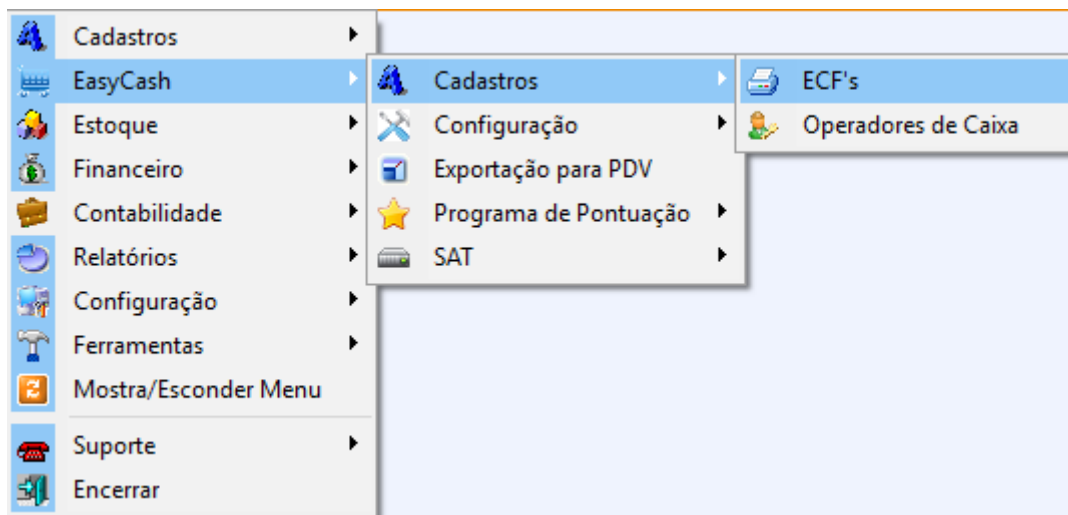 Cadastros
EasyCash
Estoque
Financeiro
Contabilidade
Relatórios
Configuração
Ferramentas
Mostra/Esconder Menu
Suporte
Encerrar
Cadastros
Configuração
Exportação para PDV
Programa de Pontuação
SAT
ECF's
Operadores de Caixa